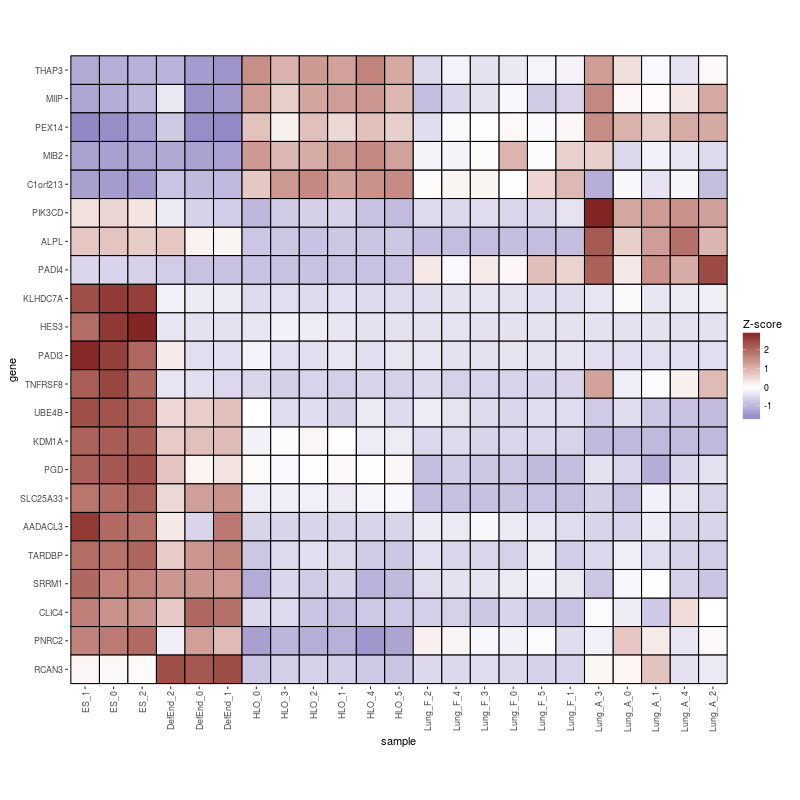 THAP3
MIIP
PEX14
MIB2
C1orf213
PIK3CD
ALPL
PADI4
KLHDC7A
HES3
PADI3
TNFRSF8
UBE4B
KDM1A
PGD
SLC25A33
AADACL3
TARDBP
SRRM1
CLIC4
PNRC2
RCAN3
gene
ES_1
ES_0
ES_2
DefEnd_2
DefEnd_0
DefEnd_1
HLO_0
HLO_3
HLO_2
HLO_1
HLO_4
HLO_5
Lung_F_2
Lung_F_4
Lung_F_3
Lung_F_0
Lung_F_5
Lung_F_1
Lung_A_3
Lung_A_0
Lung_A_1
Lung_A_4
Lung_A_2
sample
Z-score
2
1
0
-1